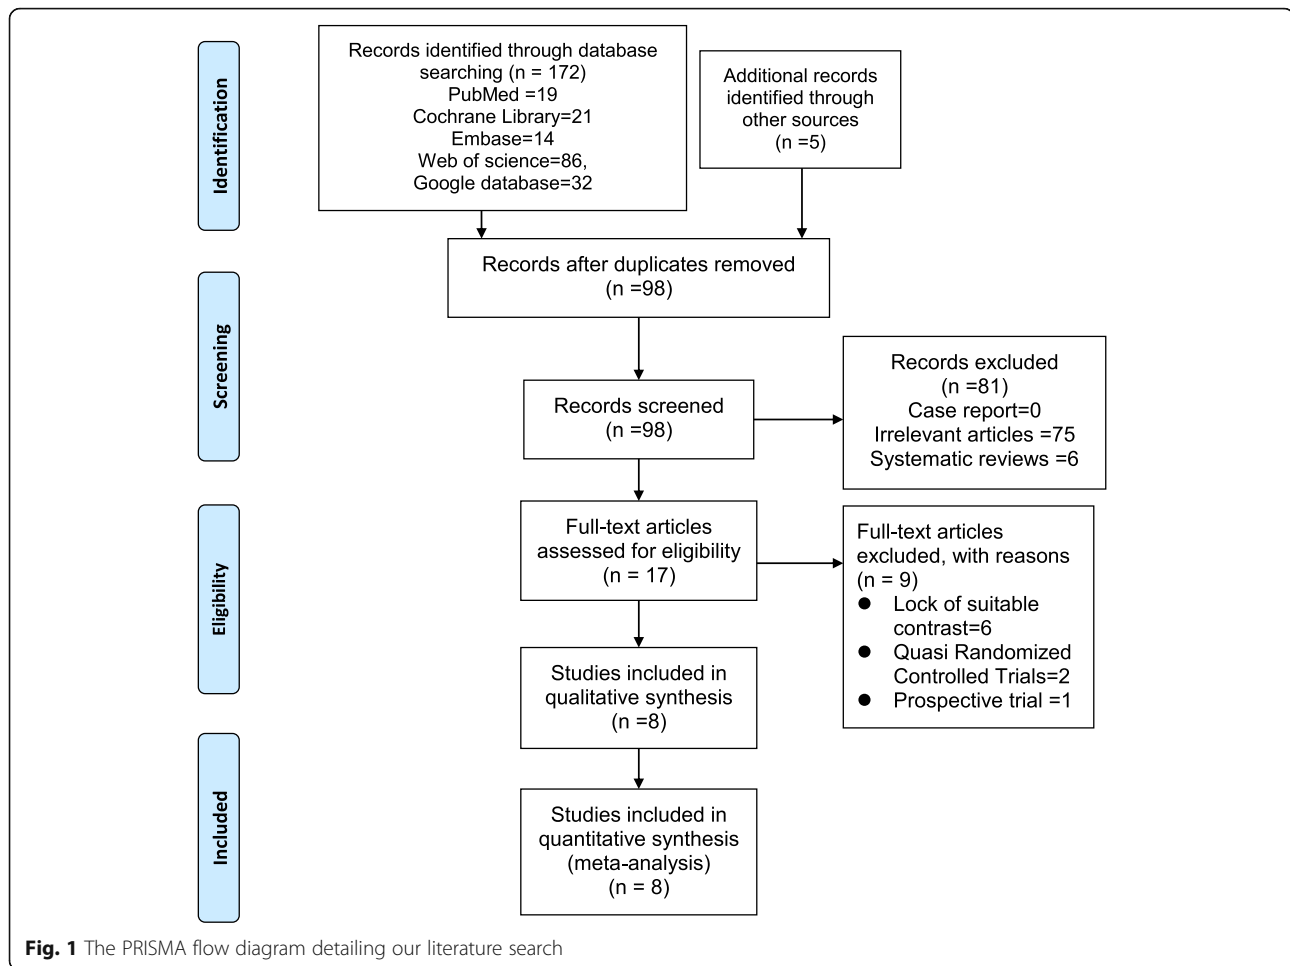 Identification
Records identified through database
searching (n = 172)
PubMed =19
Cochrane Library=21
Embase=14
Web of science=86,
Google database=32
Additional records
identified through
other sources
(n =5)
Records after duplicates removed
(n =98)
Screening
Records screened
(n =98)
Records excluded
(n =81)
Case report=0
Irrelevant articles =75
Systematic reviews =6
Eligibility
Full-text articles
assessed for eligibility
(n = 17)
Full-text articles
excluded, with reasons
(n = 9)
● Lock of suitable
contrast=6
● Quasi Randomized
Controlled Trials=2
● Prospective trial =1
Studies included in
qualitative synthesis
(n =8)
Included
Studies included in
quantitative synthesis
(meta-analysis)
(n = 8)
Fig. 1 The PRISMA flow diagram detailing our literature search